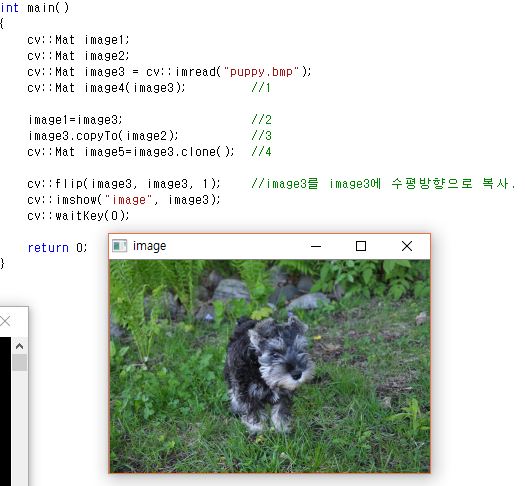 int main()
{
cv::Mat image1;
cv::Mat image2;
cv::Mat image3 = cv::imread("puppy.bmp");
cv::Mat image4(image3); //1
image1=image3; //2
image3.copyTo(image2); //3
cv::Mat image5=image3.clone(); //4
cv::flip(image3, image3, 1); //image3를 image3에 수평방향으로 복사.
cv::imshow("image", image3);
cv::waitKey(0);
return 0;
}
image